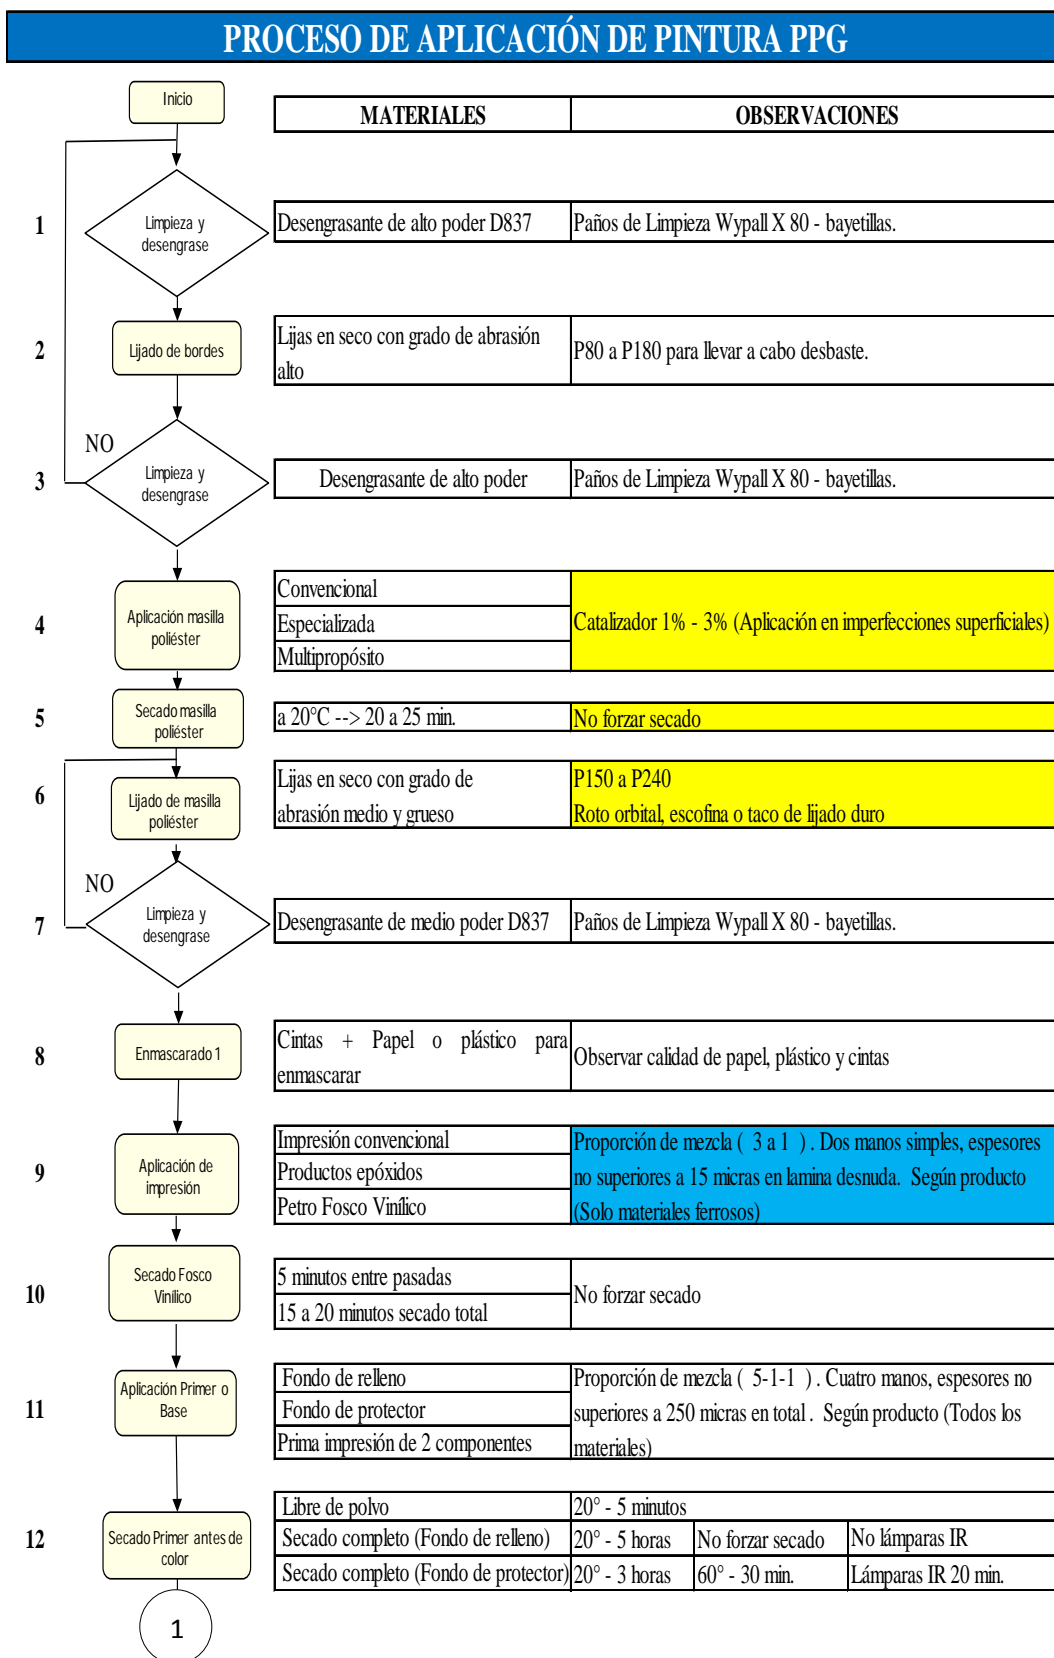 PROCESO DE APLICACIÓN DE PINTURA PPG
Inicio
MATERIALES
OBSERVACIONES
1
Limpieza y
desengrase
Desengrasante de alto poder D837
Paños de Limpieza Wypall X 80 - bayetillas.
2
Lijado de bordes
Lijas en seco con grado de abrasión
alto
P80 a P180 para llevar a cabo desbaste.
NO
3
Limpieza y
desengrase
Desengrasante de alto poder
Paños de Limpieza Wypall X 80 - bayetillas.
4
Aplicación masilla
poliéster
Convencional
Especializada
Multipropósito
Catalizador 1% - 3% (Aplicación en imperfecciones superficiales)
5
Secado masilla
poliéster
a 20°C --> 20 a 25 min.
No forzar secado
6
Lijado de masilla
poliéster
Lijas en seco con grado de
abrasión medio y grueso
P150 a P240
Roto orbital, escofina o taco de lijado duro
NO
7
Limpieza y
desengrase
Desengrasante de medio poder D837
Paños de Limpieza Wypall X 80 - bayetillas.
8
Enmascarado 1
Cintas + Papel o plástico para
enmascarar
Observar calidad de papel, plástico y cintas
9
Aplicación de
impresión
Impresión convencional
Productos epóxidos
Petro Fosco Vinílico
Proporción de mezcla ( 3 a 1 ) . Dos manos simples, espesores
no superiores a 15 micras en lamina desnuda. Según producto
(Solo materiales ferrosos)
10
Secado Fosco
Vinílico
5 minutos entre pasadas
15 a 20 minutos secado total
No forzar secado
11
Aplicación Primer o
Base
Fondo de relleno
Fondo de protector
Prima impresión de 2 componentes
Proporción de mezcla ( 5-1-1 ) . Cuatro manos, espesores no
superiores a 250 micras en total . Según producto (Todos los
materiales)
12
Secado Primer antes de
color
Libre de polvo
20° - 5 minutos
Secado completo (Fondo de relleno)
20° - 5 horas
No forzar secado
No lámparas IR
Secado completo (Fondo de protector)
20° - 3 horas
60° - 30 min.
Lámparas IR 20 min.
1